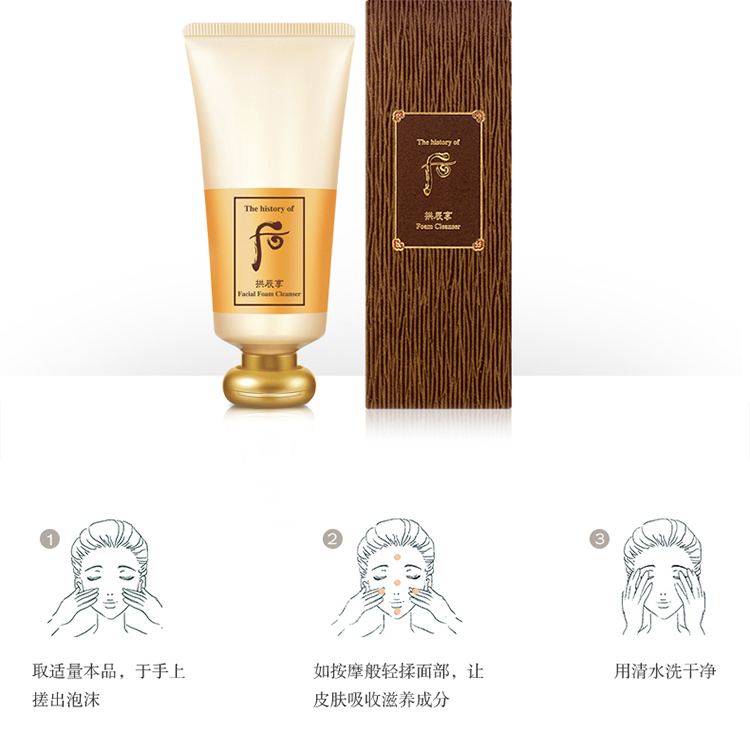 The history of
后
拱辰享
Facial Foam Cleanser
The history of
后
拱辰享
Foam Cleanser
1
取适量本品，于手上
搓出泡沫
2
如按摩般轻揉面部，让
皮肤吸收滋养成分
3
用清水洗干净